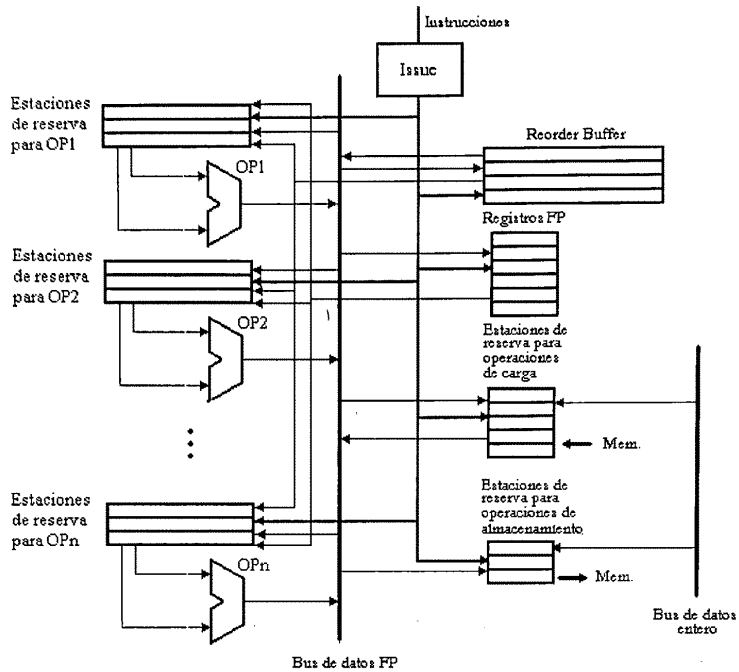 Instrucciones
Issue
Estaciones
de reserva
para OP1
OP1
Reorder Buffer
Registros FP
Estaciones
de reserva
para OP2
OP2
Estaciones de
reserva para
operaciones
de carga
Mem.
Estaciones
de reserva
para OPn
OPn
Estaciones de
reserva para
operaciones de
almacenamiento
Mem.
Bus de datos
entero
Bus de datos FP